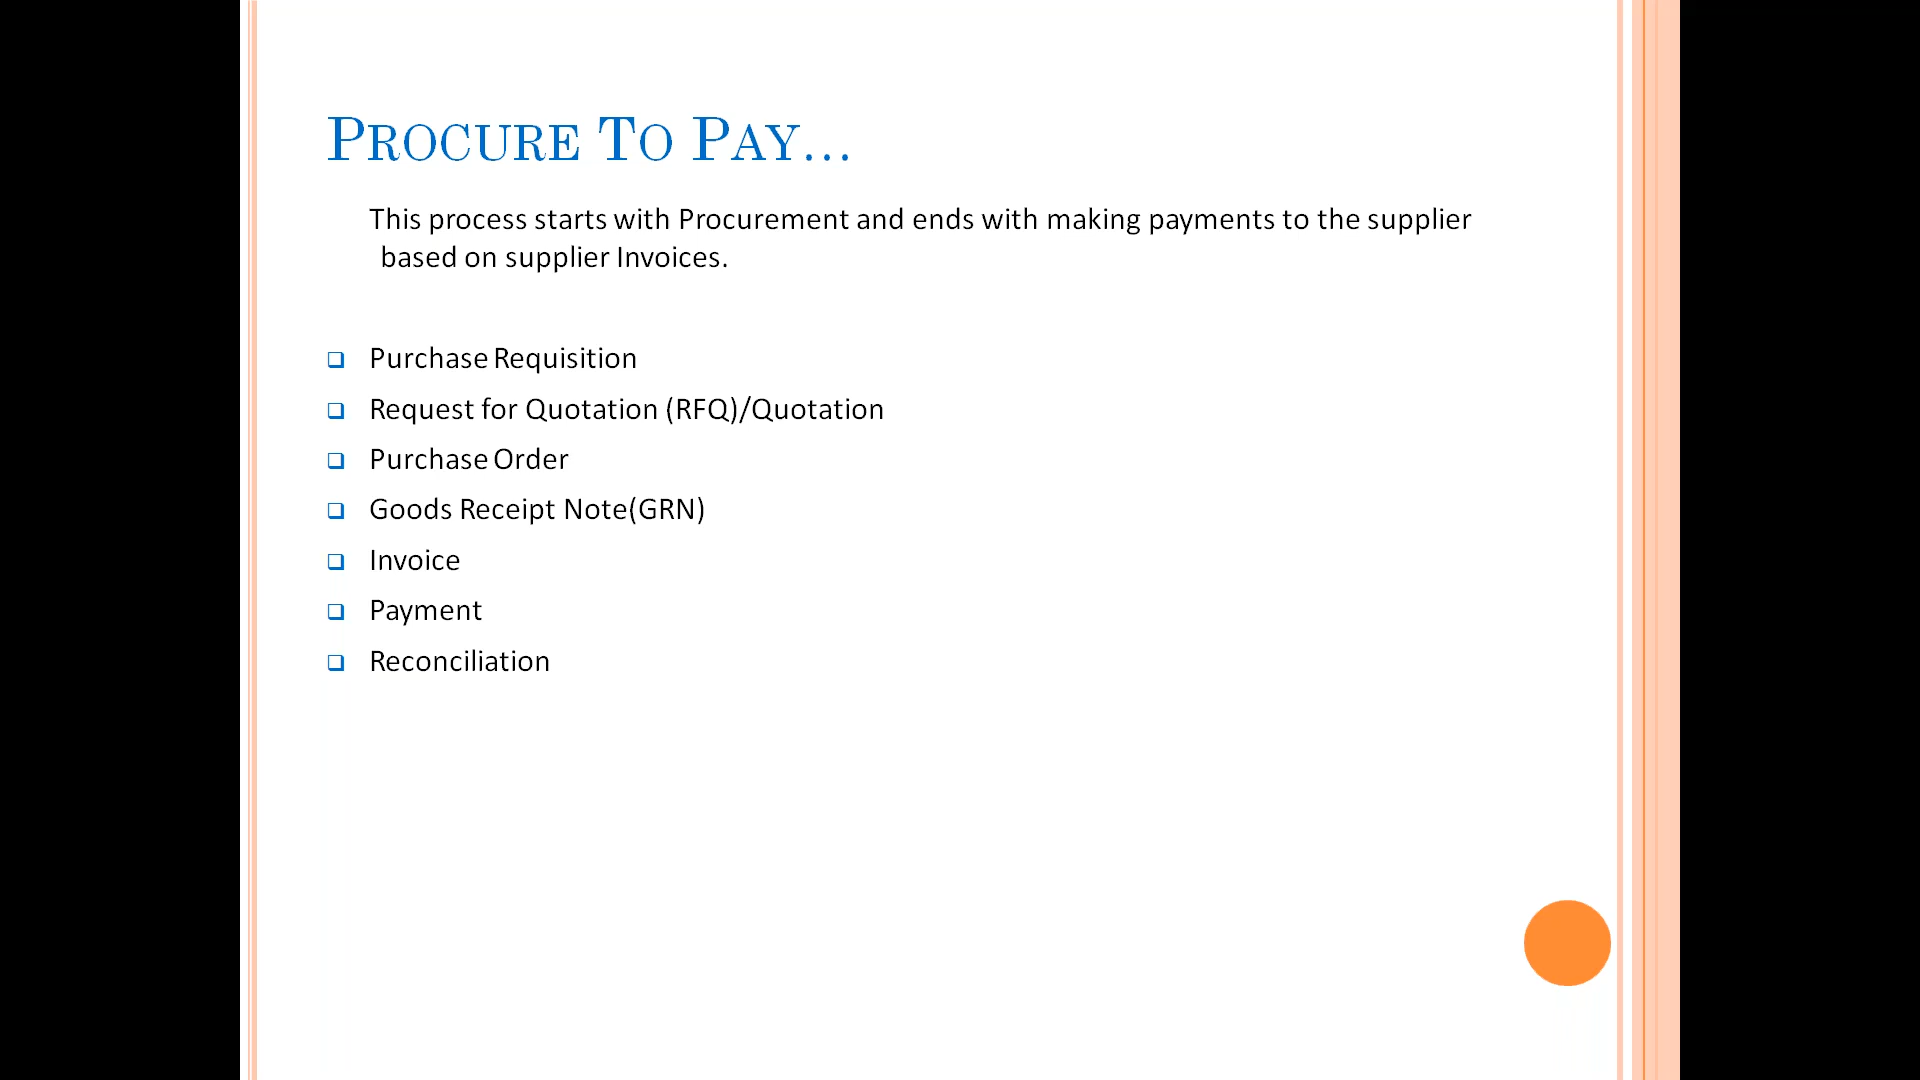 Procure To Pay...
This process starts with Procurement and ends with making payments to the supplier
based on supplier Invoices.
Purchase Requisition
Request for Quotation (RFQ)/Quotation
Purchase Order
Goods Receipt Note(GRN)
Invoice
Payment
Reconciliation